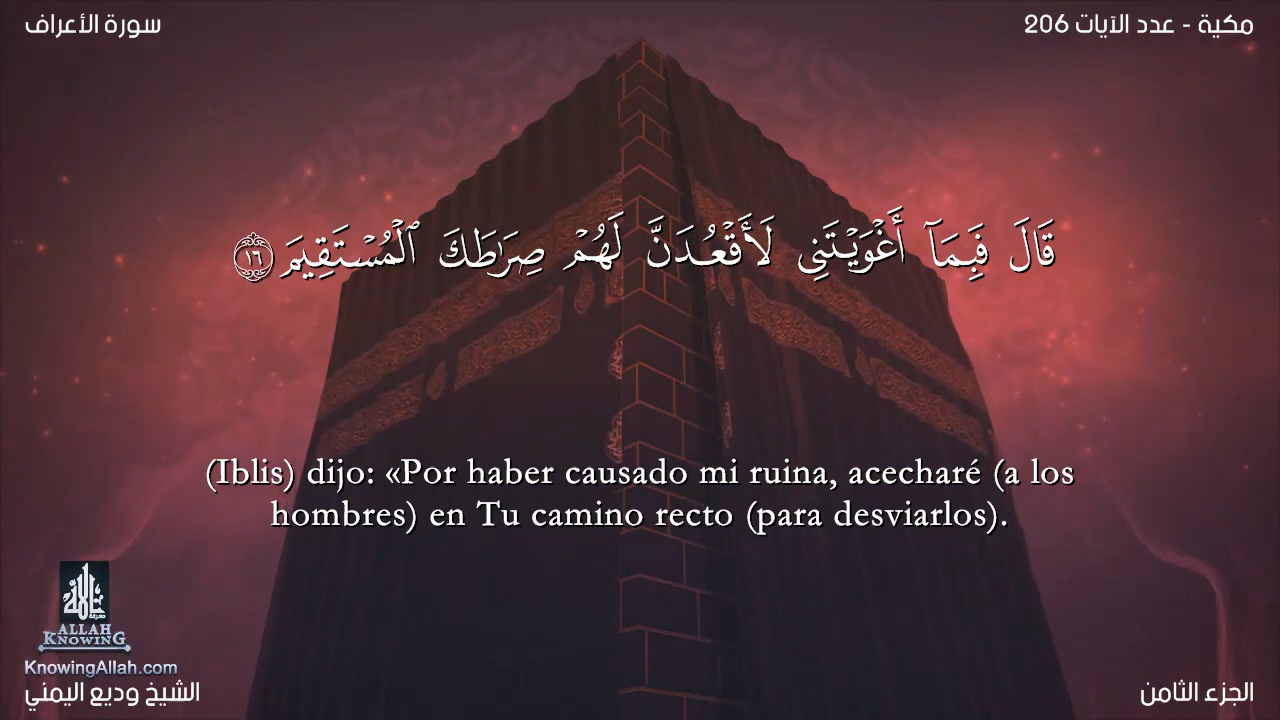 سورة الأعراف
مكية - عدد الآيات 206
قَالَ فَبِمَآ أَغْوَيْتَنِى لَأَقْعُدَنَّ لَهُمْ صِرَٰطَكَ ٱلْمُسْتَقِيمَ ١٦
(Iblis) dijo: «Por haber causado mi ruina, acecharé (a los
hombres) en Tu camino recto (para desviarlos).
ALLAH
KNOWING
KnowingAllah.com
الشيخ وديع اليمني
الجزء الثامن